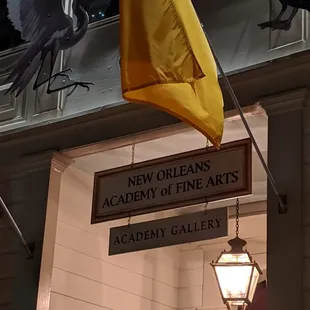 NEW ORLEANS
ACADEMY of FINE ARTS
ACADEMY GALLERY